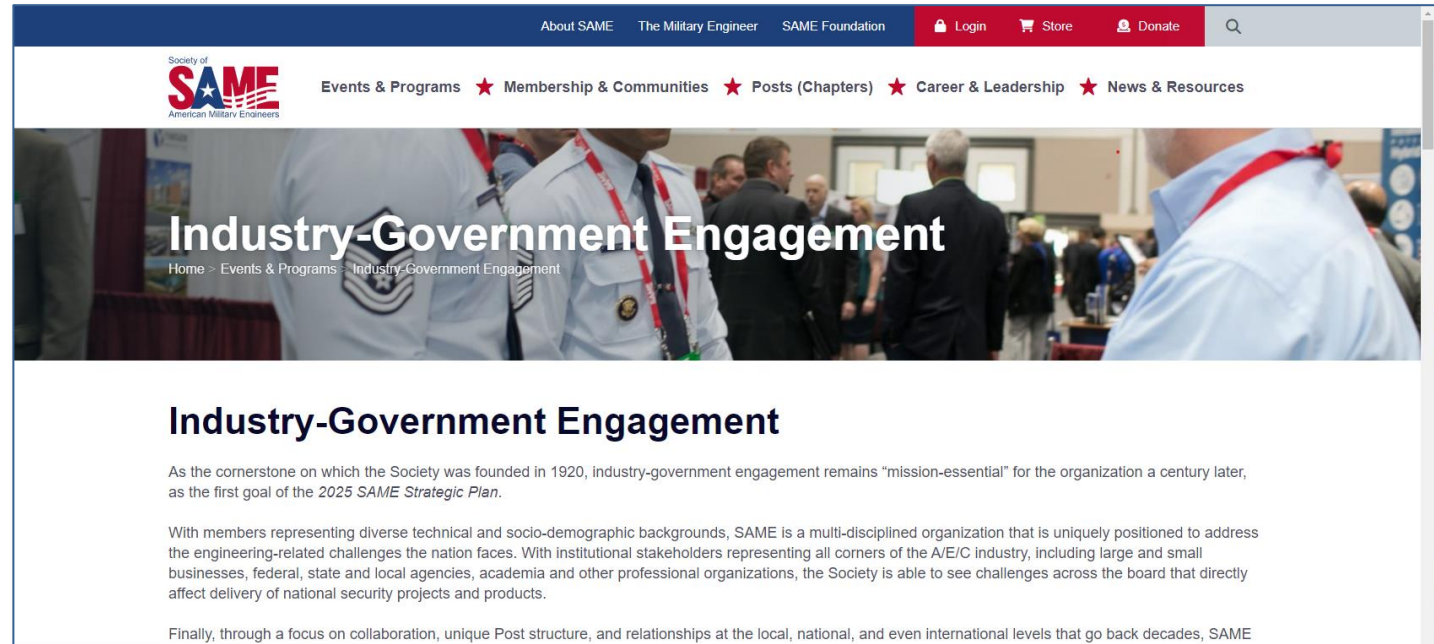 About SAME The Military Engineer SAME Foundation Login Store Donate
Society of
SAME
American Military Engineers
Events & Programs Membership & Communities Posts (Chapters) Career & Leadership News & Resources
Industry-Government Engagement
Home > Events & Programs > Industry-Government Engagement
Industry-Government Engagement
As the cornerstone on which the Society was founded in 1920, industry-government engagement remains “mission-essential” for the organization a century later,
as the first goal of the 2025 SAME Strategic Plan.
With members representing diverse technical and socio-demographic backgrounds, SAME is a multi-disciplined organization that is uniquely positioned to address
the engineering-related challenges the nation faces. With institutional stakeholders representing all corners of the A/E/C industry, including large and small
businesses, federal, state and local agencies, academia and other professional organizations, the Society is able to see challenges across the board that directly
affect delivery of national security projects and products.
Finally, through a focus on collaboration, unique Post structure, and relationships at the local, national, and even international levels that go back decades, SAME